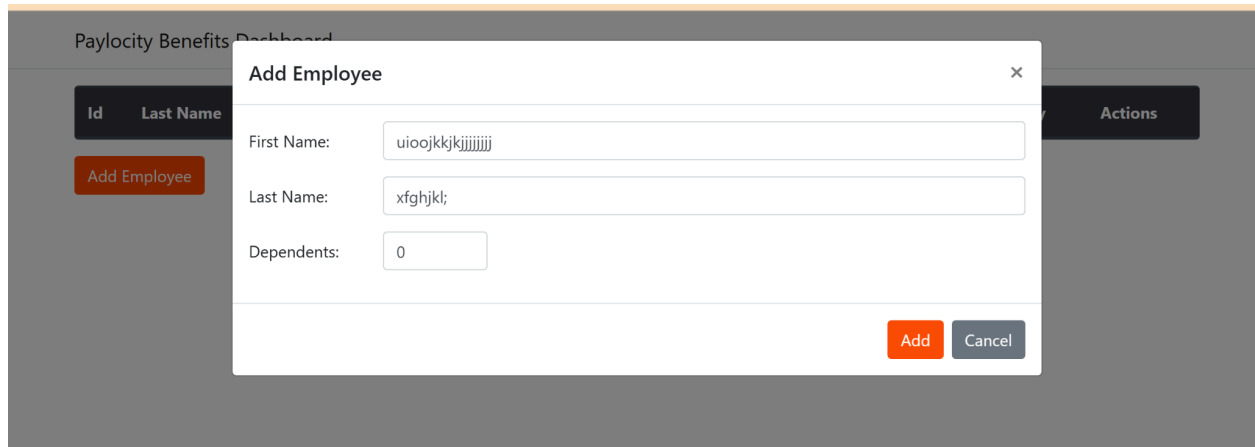 Paylocity Benefits Dashboard
Add Employee ×
Id Last Name Actions
First Name: uioojkkjkjjjjjjjj
Add Employee
Last Name: xfghjkl;
Dependents: 0
Add Cancel